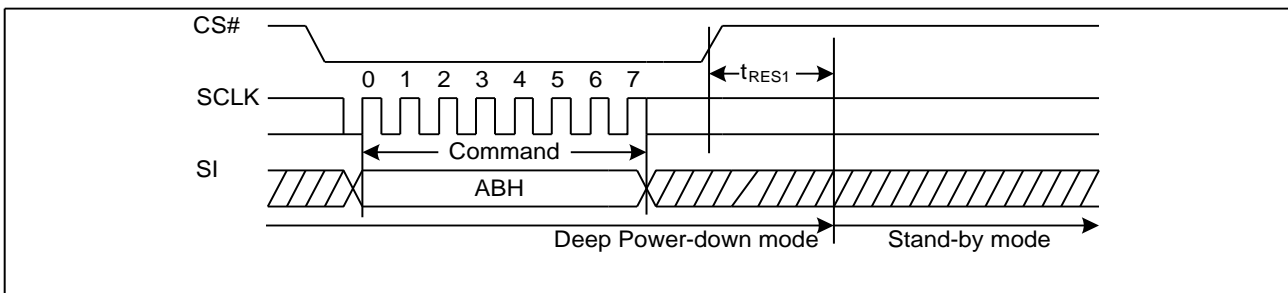 CS#
tRES1
0 1 2 3 4 5 6 7
SCLK
Command
SI
ABH
Deep Power-down mode
Stand-by mode